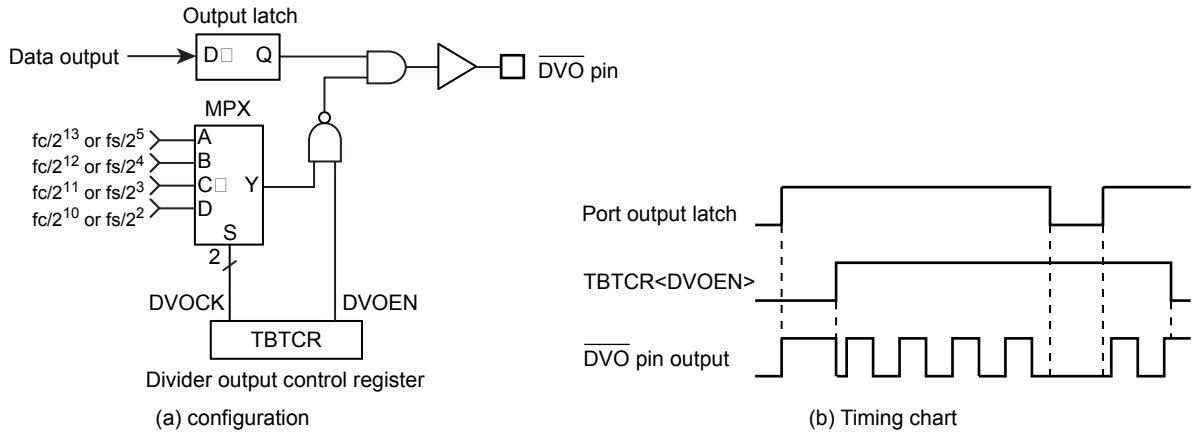 Output latch
Data output
D Q
DVO pin
MPX
fc/2^13 or fs/2^5
A
fc/2^12 or fs/2^4
B
fc/2^11 or fs/2^3
C Y
fc/2^10 or fs/2^2
D
S
2
DVOCK
DVOEN
TBTCR
Divider output control register
(a) configuration
Port output latch
TBTCR<DVOEN>
DVO pin output
(b) Timing chart